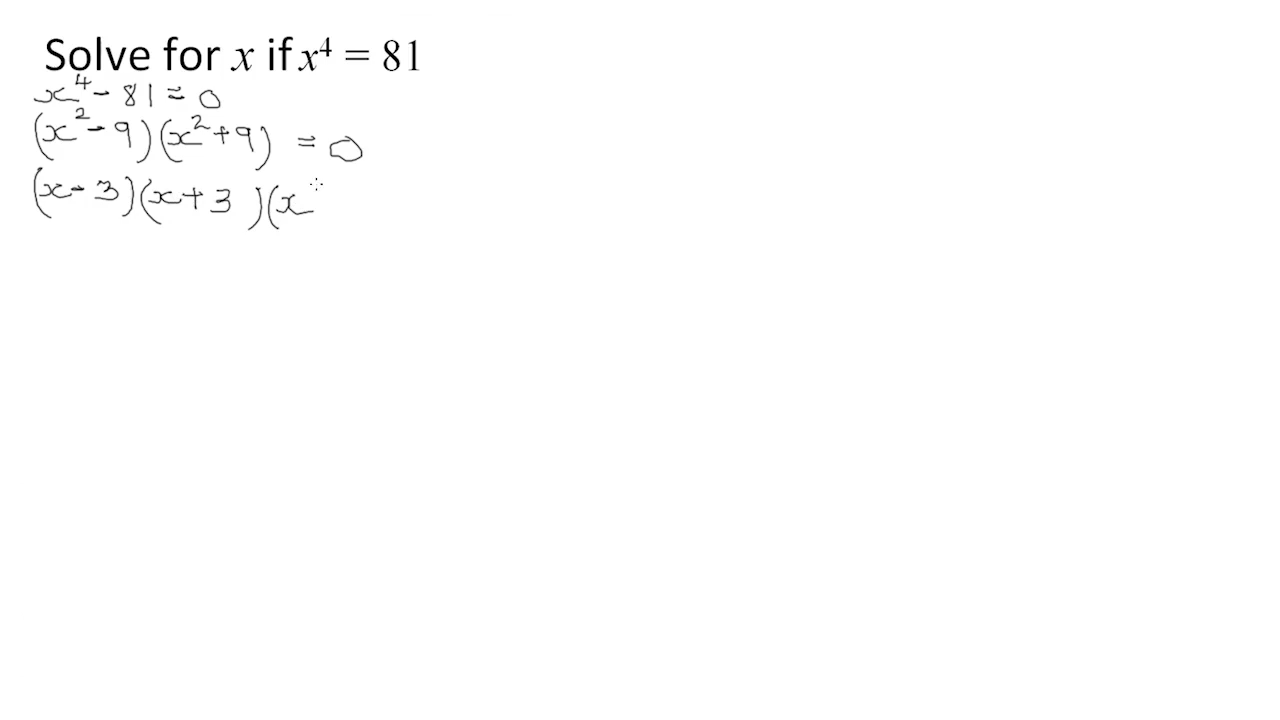 Solve for x if x⁴ = 81
x⁴ - 81 = 0
(x² - 9)(x² + 9) = 0
(x - 3)(x + 3)(x